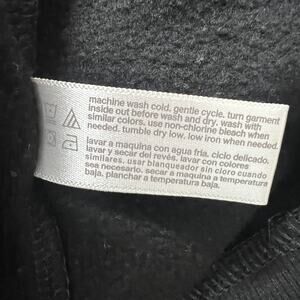 machine wash cold. gentle cycle. turn garment
inside out before wash and dry. wash with
similar colors. use non-chlorine bleach when
needed. tumble dry low. low iron when needed.
lavar a maquina con agua fria. ciclo delicado.
lavar y secar del revés. lavar con colores
similares. usar blanqueador sin cloro cuando
sea necesario. secar a maquina a temperatura
baja. planchar a temperatura baja.